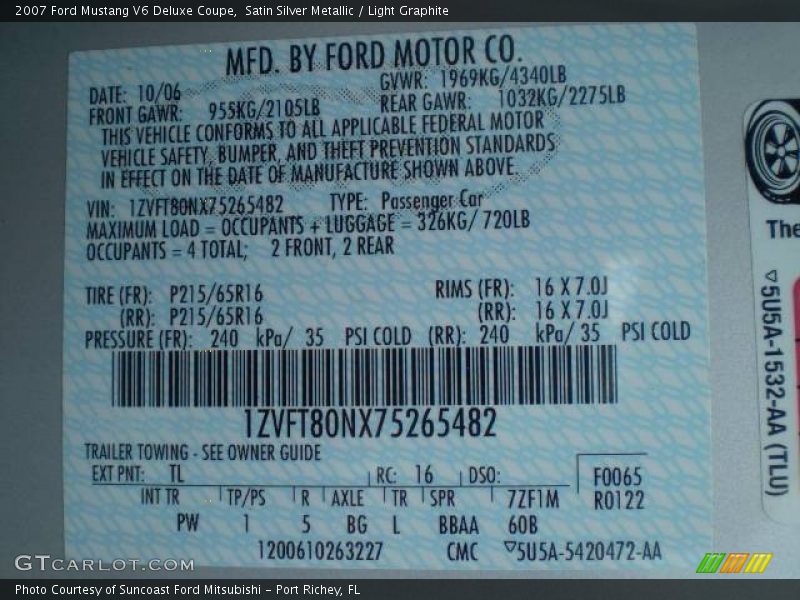 2007 Ford Mustang V6 Deluxe Coupe, Satin Silver Metallic / Light Graphite
MFD. BY FORD MOTOR CO.
DATE: 10/06 GVWR: 1969KG/4340LB
FRONT GAWR: 955KG/2105LB REAR GAWR: 1032KG/2275LB
THIS VEHICLE CONFORMS TO ALL APPLICABLE FEDERAL MOTOR
VEHICLE SAFETY, BUMPER, AND THEFT PREVENTION STANDARDS
IN EFFECT ON THE DATE OF MANUFACTURE SHOWN ABOVE.
VIN: 1ZVFT80NX75265482 TYPE: Passenger Car
MAXIMUM LOAD = OCCUPANTS + LUGGAGE = 326KG/ 720LB
OCCUPANTS = 4 TOTAL; 2 FRONT, 2 REAR
TIRE (FR): P215/65R16 RIMS (FR): 16 X 7.0J
(RR): P215/65R16 (RR): 16 X 7.0J
PRESSURE (FR): 240 kPa/ 35 PSI COLD (RR): 240 kPa/ 35 PSI COLD
1ZVFT80NX75265482
TRAILER TOWING - SEE OWNER GUIDE
EXT PNT: TL RC: 16 DSO: F0065
INT TR TP/PS R AXLE TR SPR 7ZF1M R0122
PW 1 5 BG L BBAA 60B
1200610263227 CMC ▽5U5A-5420472-AA
The
▽5U5A-1532-AA (TLU)
GTCARLOT.COM
Photo Courtesy of Suncoast Ford Mitsubishi - Port Richey, FL